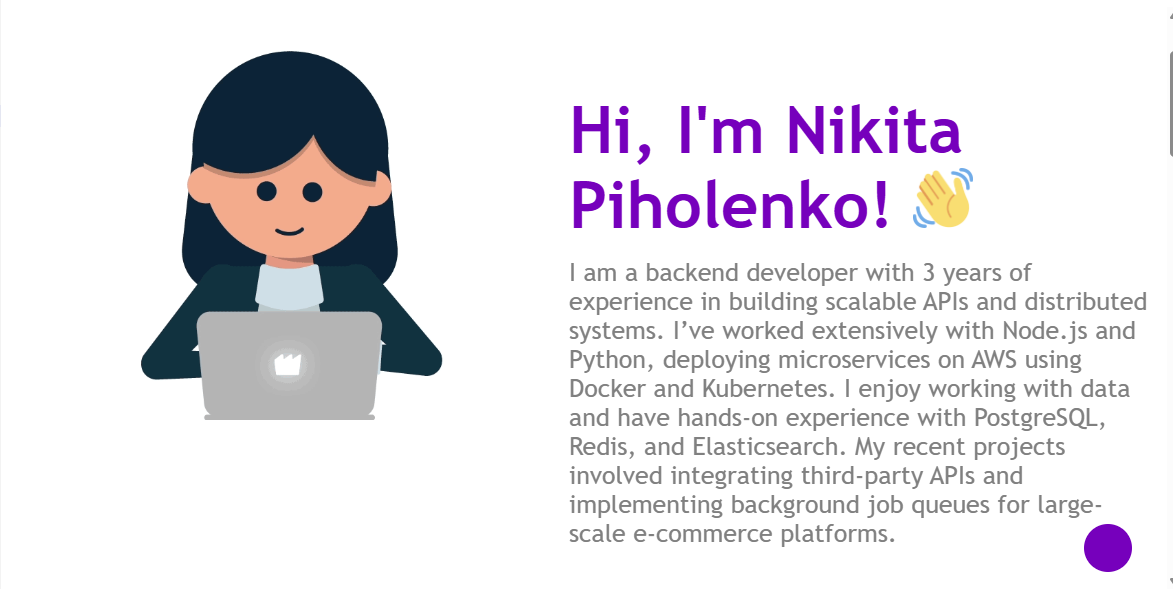 Hi, I'm Nikita
Piholenko! 👋
I am a backend developer with 3 years of
experience in building scalable APIs and distributed
systems. I’ve worked extensively with Node.js and
Python, deploying microservices on AWS using
Docker and Kubernetes. I enjoy working with data
and have hands-on experience with PostgreSQL,
Redis, and Elasticsearch. My recent projects
involved integrating third-party APIs and
implementing background job queues for large-
scale e-commerce platforms.